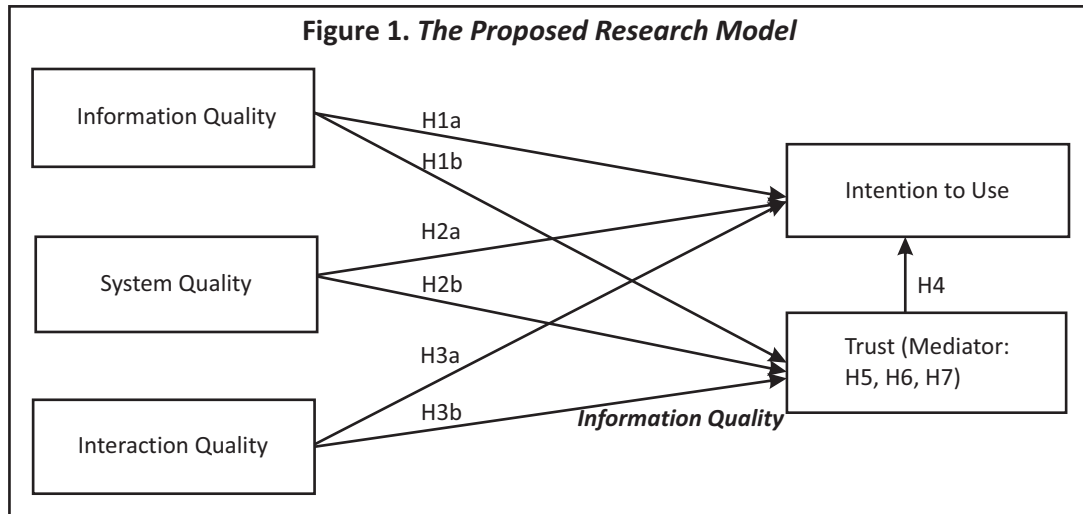 Figure 1. The Proposed Research Model
Information Quality
H1a
H1b
Intention to Use
H2a
System Quality
H2b
H4
Trust (Mediator:
H5, H6, H7)
H3a
H3b
Information Quality
Interaction Quality